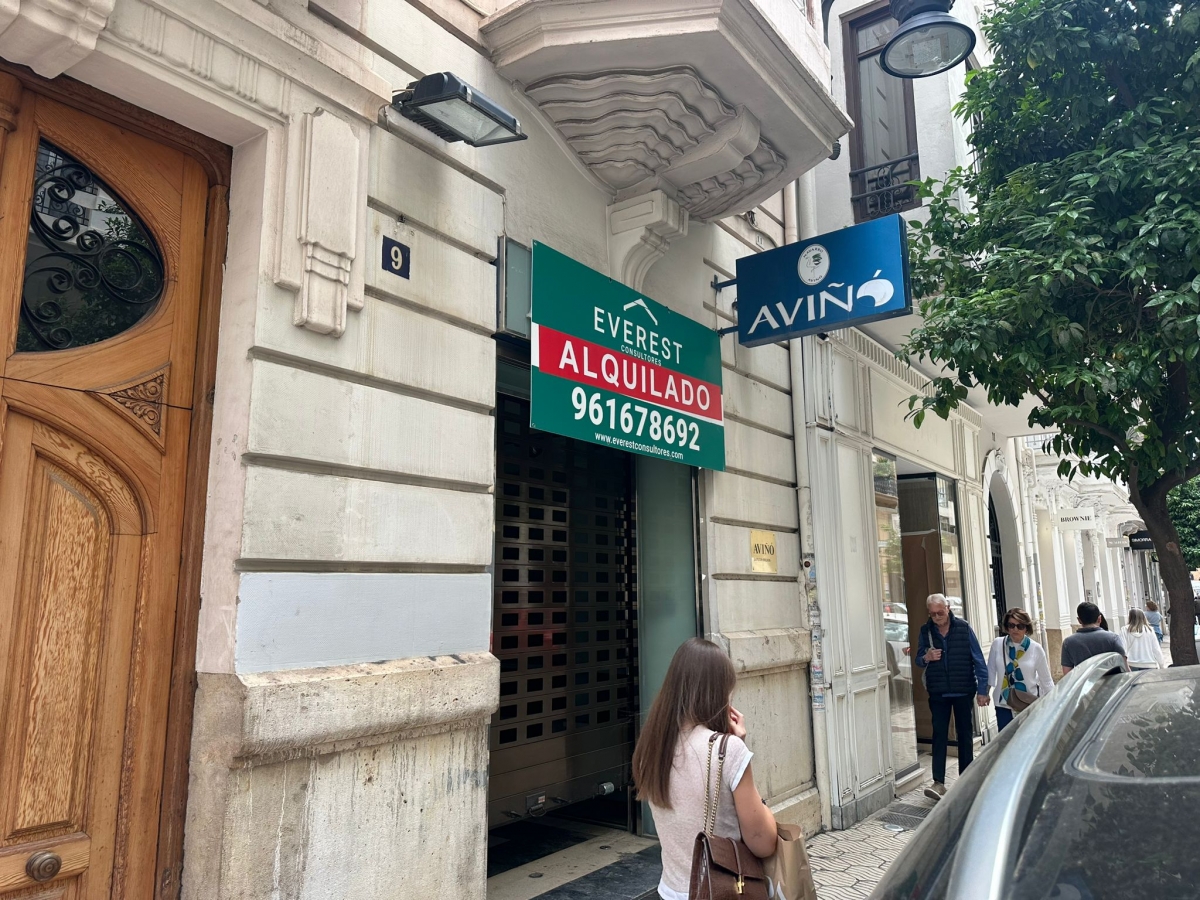 9
EVEREST
CONSULTORES
ALQUILADO
961678692
www.everestconsultores.com
AVIÑÓ
AVIÑÓ
BROWNIE